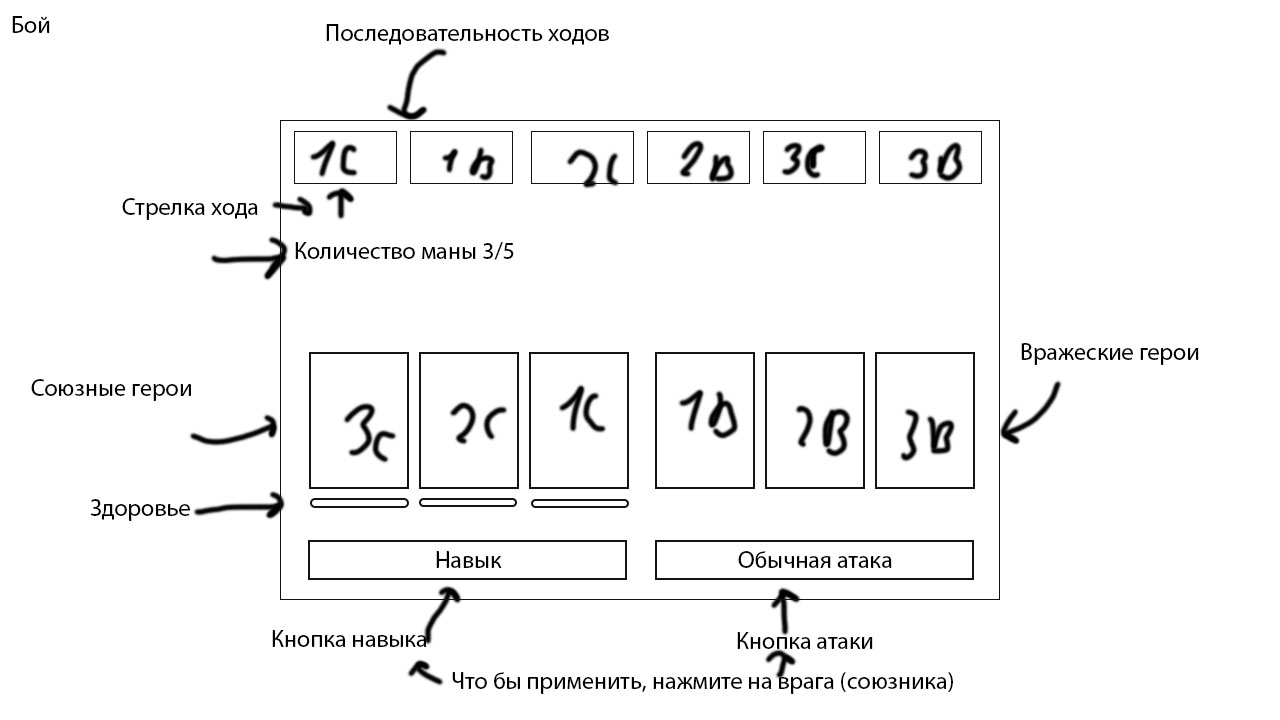 Бой
Последовательность ходов
1С 1В 2С 2В 3С 3В
Стрелка хода
Количество маны 3/5
Вражеские герои
Союзные герои
3С 2С 1С 1В 2В 3В
Здоровье
Навык Обычная атака
Кнопка навыка Кнопка атаки
Что бы применить, нажмите на врага (союзника)